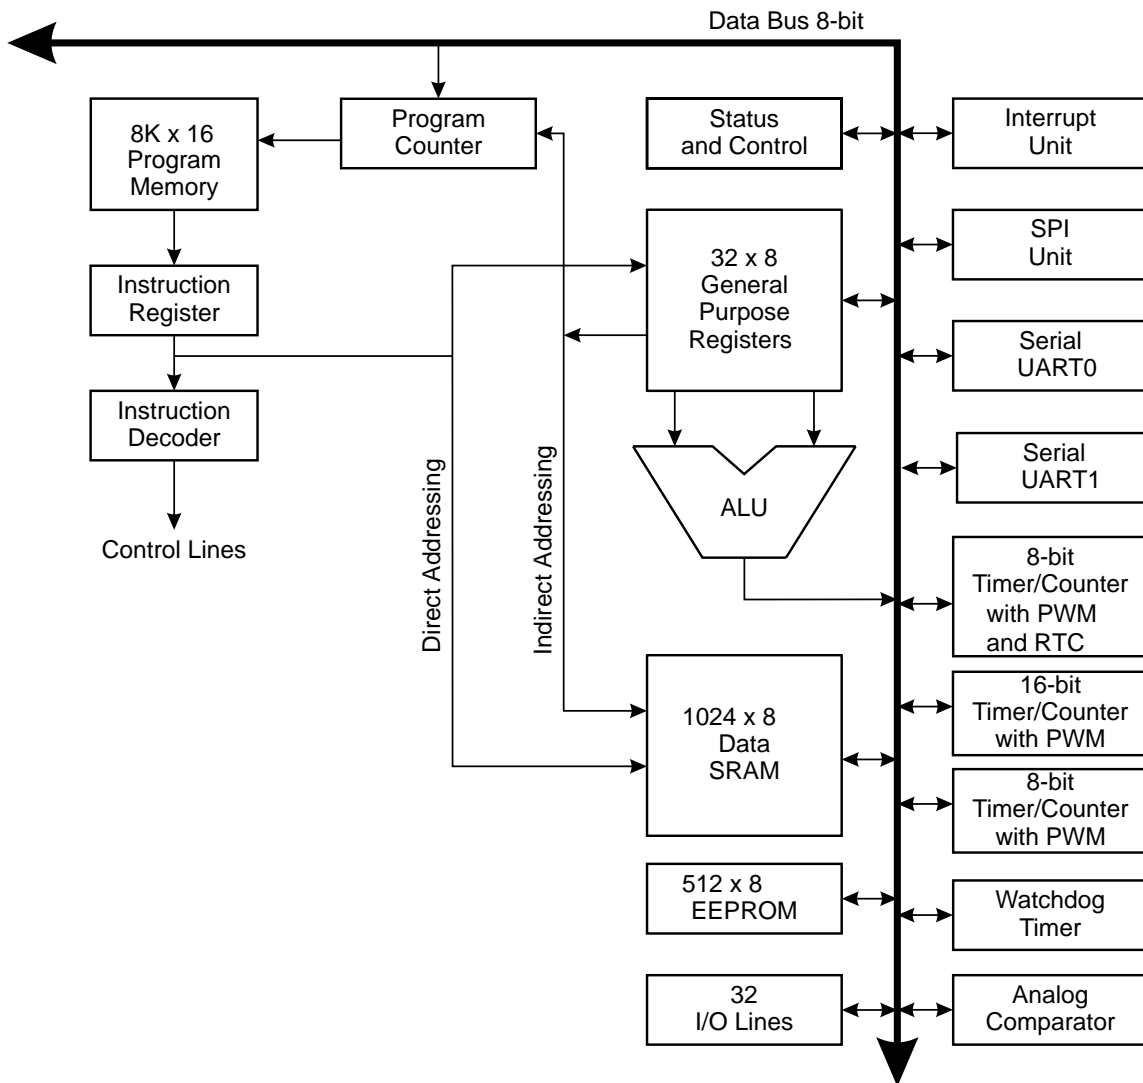 Data Bus 8-bit
8K x 16
Program
Memory
Program
Counter
Status
and Control
Interrupt
Unit
32 x 8
General
Purpose
Registers
SPI
Unit
Instruction
Register
Serial
UART0
Instruction
Decoder
Serial
UART1
ALU
Control Lines
Direct Addressing
Indirect Addressing
8-bit
Timer/Counter
with PWM
and RTC
1024 x 8
Data
SRAM
16-bit
Timer/Counter
with PWM
8-bit
Timer/Counter
with PWM
512 x 8
EEPROM
Watchdog
Timer
32
I/O Lines
Analog
Comparator